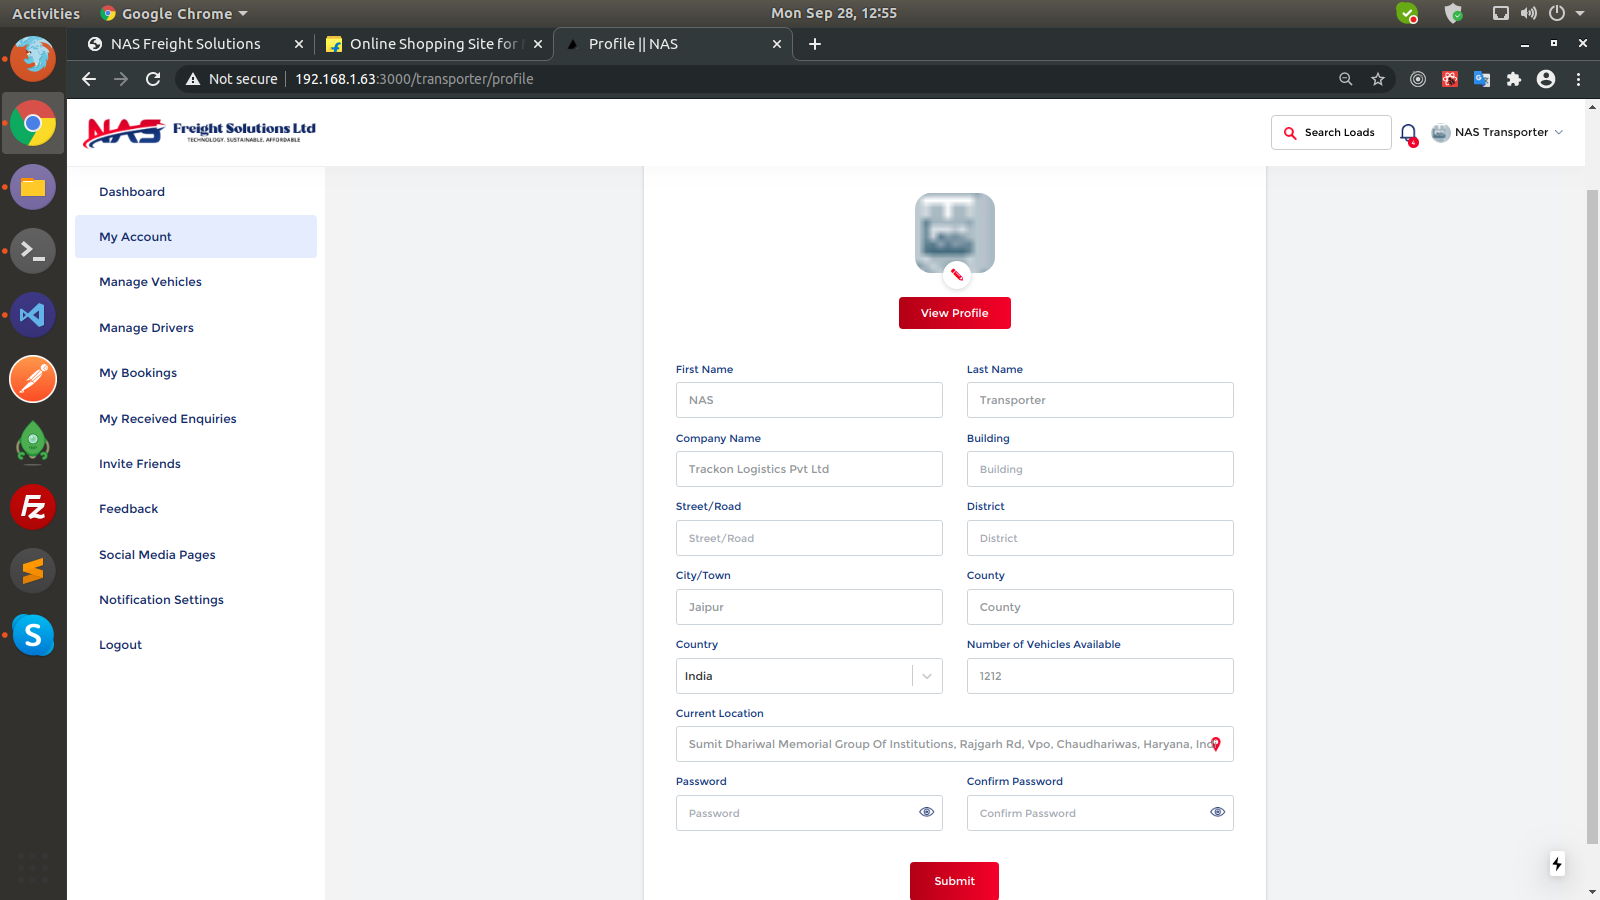 Activities
Google Chrome
Mon Sep 28, 12:55
NAS Freight Solutions
Online Shopping Site for
Profile || NAS
Not secure
192.168.1.63:3000/transporter/profile
NAS Freight Solutions Ltd
TECHNOLOGY, SUSTAINABLE, AFFORDABLE
Search Loads
4
NAS Transporter
Dashboard
My Account
Manage Vehicles
Manage Drivers
My Bookings
My Received Enquiries
Invite Friends
Feedback
Social Media Pages
Notification Settings
Logout
View Profile
First Name
Last Name
NAS
Transporter
Company Name
Building
Trackon Logistics Pvt Ltd
Building
Street/Road
District
Street/Road
District
City/Town
County
Jaipur
County
Country
Number of Vehicles Available
India
1212
Current Location
Sumit Dhariwal Memorial Group Of Institutions, Rajgarh Rd, Vpo, Chaudhariwas, Haryana, Ind
Password
Confirm Password
Password
Confirm Password
Submit